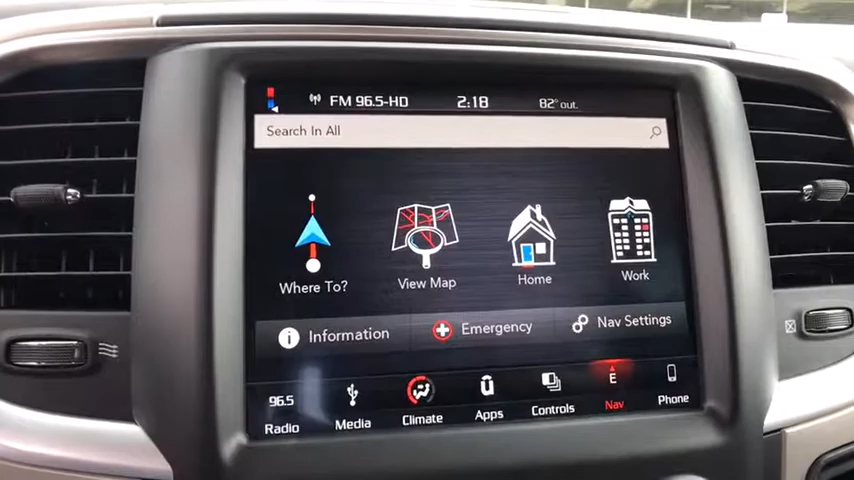 FM 96.5-HD 2:18 82° out.
Search In All
Where To? View Map Home Work
Information Emergency Nav Settings
96.5 E
Radio Media Climate Apps Controls Nav Phone